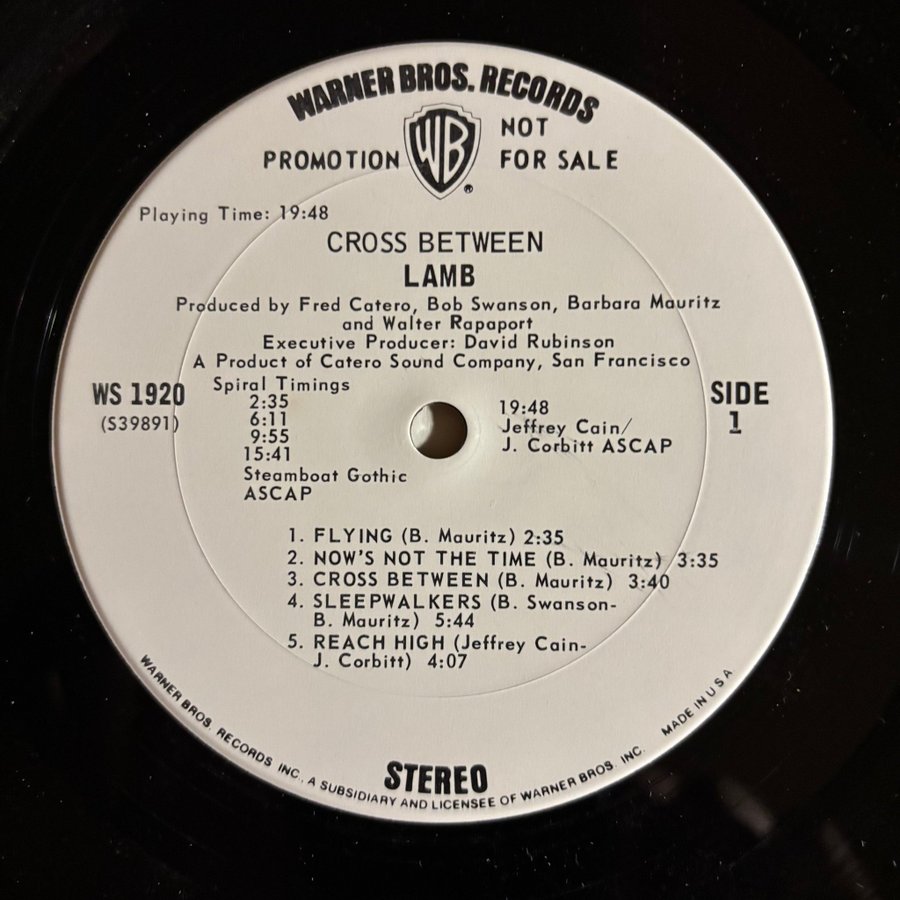 WARNER BROS. RECORDS
WB
®
PROMOTION
NOT
FOR SALE
Playing Time: 19:48
CROSS BETWEEN
LAMB
Produced by Fred Catero, Bob Swanson, Barbara Mauritz
and Walter Rapaport
Executive Producer: David Rubinson
A Product of Catero Sound Company, San Francisco
WS 1920
(S39891)
Spiral Timings
2:35
6:11
9:55
15:41
Steamboat Gothic
ASCAP
19:48
Jeffrey Cain/
J. Corbitt ASCAP
SIDE
1
1. FLYING (B. Mauritz) 2:35
2. NOW'S NOT THE TIME (B. Mauritz) 3:35
3. CROSS BETWEEN (B. Mauritz) 3:40
4. SLEEPWALKERS (B. Swanson-
B. Mauritz) 5:44
5. REACH HIGH (Jeffrey Cain-
J. Corbitt) 4:07
STEREO
WARNER BROS. RECORDS INC., A SUBSIDIARY AND LICENSEE OF WARNER BROS. INC. MADE IN U S A